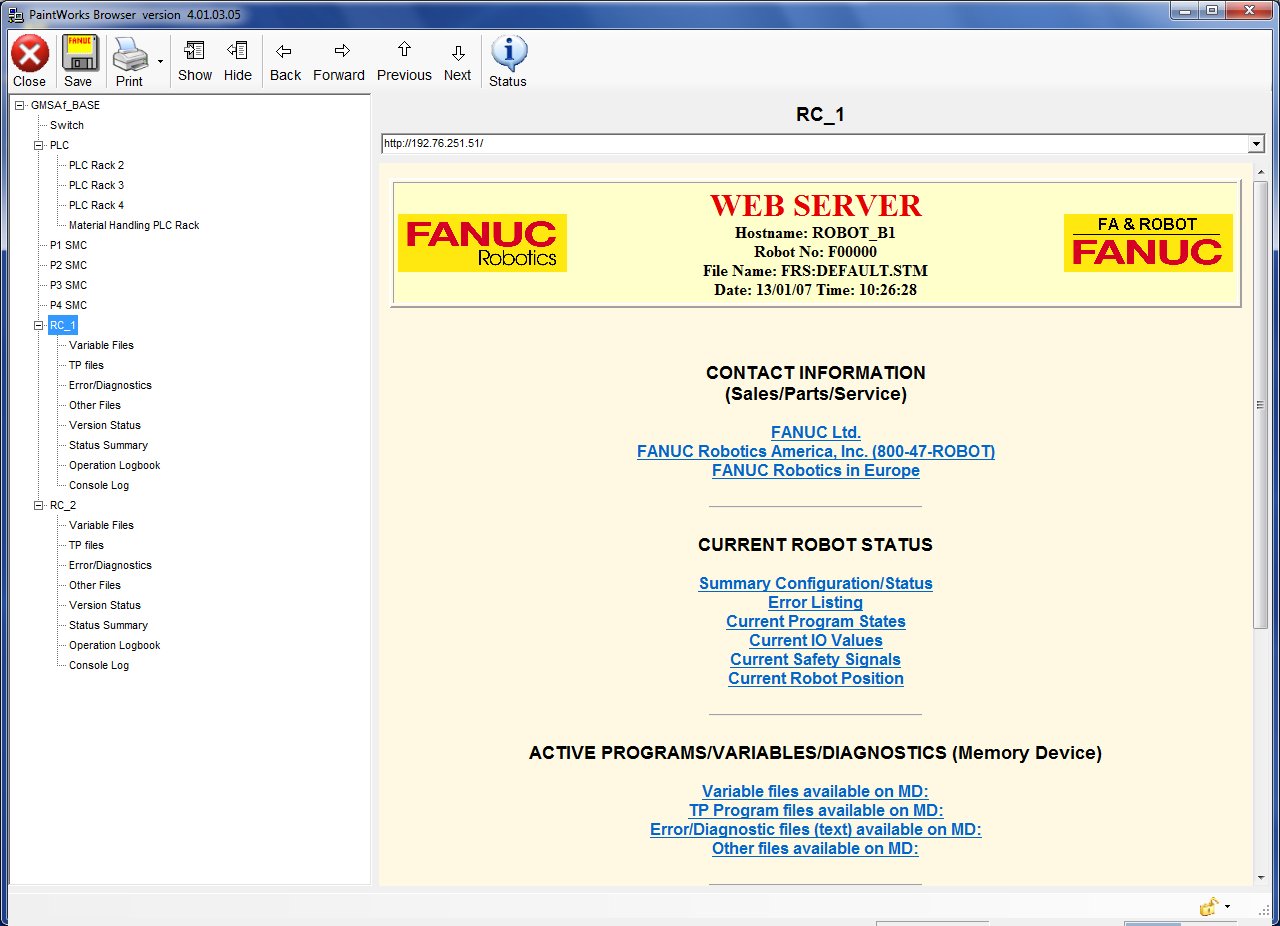 PaintWorks Browser version 4.01.03.05
Close
Save
Print
Show
Hide
Back
Forward
Previous
Next
Status
FANUC
GMSAf_BASE
Switch
PLC
PLC Rack 2
PLC Rack 3
PLC Rack 4
Material Handling PLC Rack
P1 SMC
P2 SMC
P3 SMC
P4 SMC
RC_1
Variable Files
TP files
Error/Diagnostics
Other Files
Version Status
Status Summary
Operation Logbook
Console Log
RC_2
Variable Files
TP files
Error/Diagnostics
Other Files
Version Status
Status Summary
Operation Logbook
Console Log
RC_1
http://192.76.251.51/
FANUC
Robotics
WEB SERVER
Hostname: ROBOT_B1
Robot No: F00000
File Name: FRS:DEFAULT.STM
Date: 13/01/07 Time: 10:26:28
FA & ROBOT
FANUC
CONTACT INFORMATION
(Sales/Parts/Service)
FANUC Ltd.
FANUC Robotics America, Inc. (800-47-ROBOT)
FANUC Robotics in Europe
CURRENT ROBOT STATUS
Summary Configuration/Status
Error Listing
Current Program States
Current IO Values
Current Safety Signals
Current Robot Position
ACTIVE PROGRAMS/VARIABLES/DIAGNOSTICS (Memory Device)
Variable files available on MD:
TP Program files available on MD:
Error/Diagnostic files (text) available on MD:
Other files available on MD: